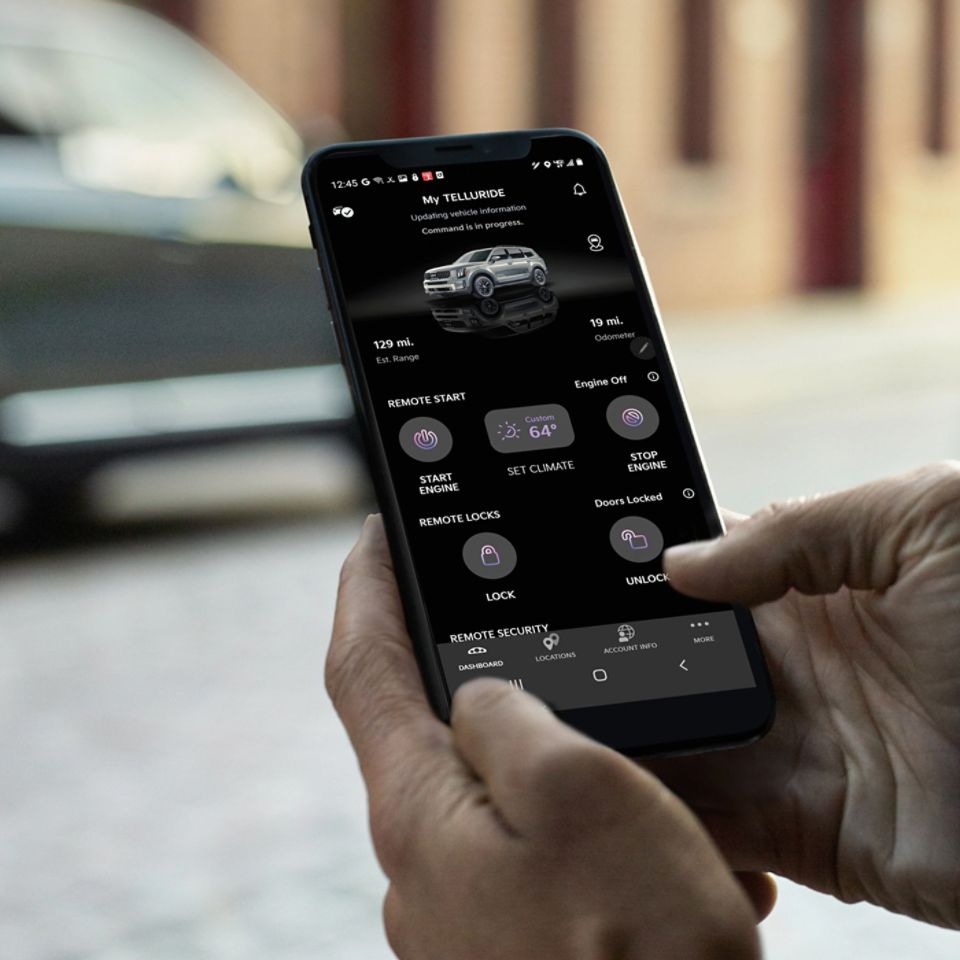 12:45
My TELLURIDE
Updating vehicle information
Command is in progress.
129 mi.
Est. Range
19 mi.
Odometer
REMOTE START
Engine Off
Custom
64°
START
ENGINE
SET CLIMATE
STOP
ENGINE
REMOTE LOCKS
Doors Locked
LOCK
UNLOCK
REMOTE SECURITY
DASHBOARD
LOCATIONS
ACCOUNT INFO
MORE